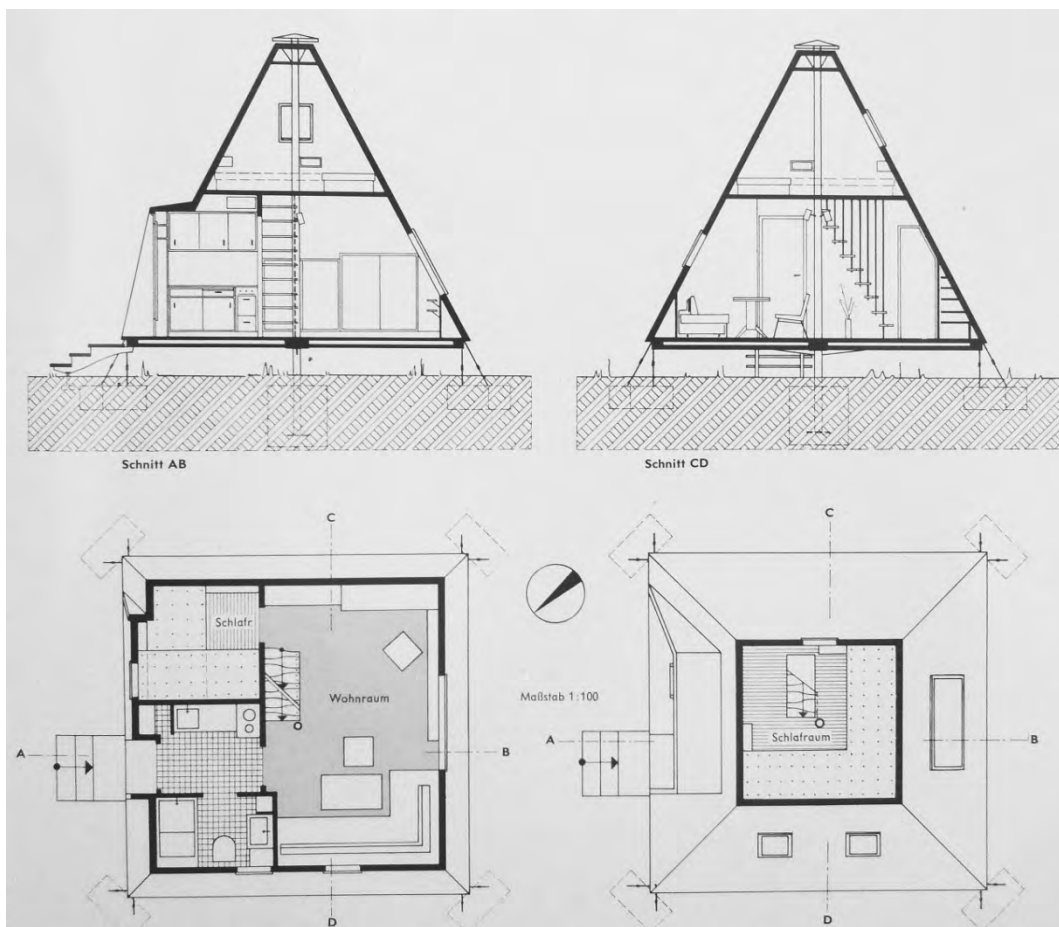 Schnitt AB
Schnitt CD
C
Schlafr
Wohnraum
A
B
D
Maßstab 1:100
C
Schlafraum
A
B
D